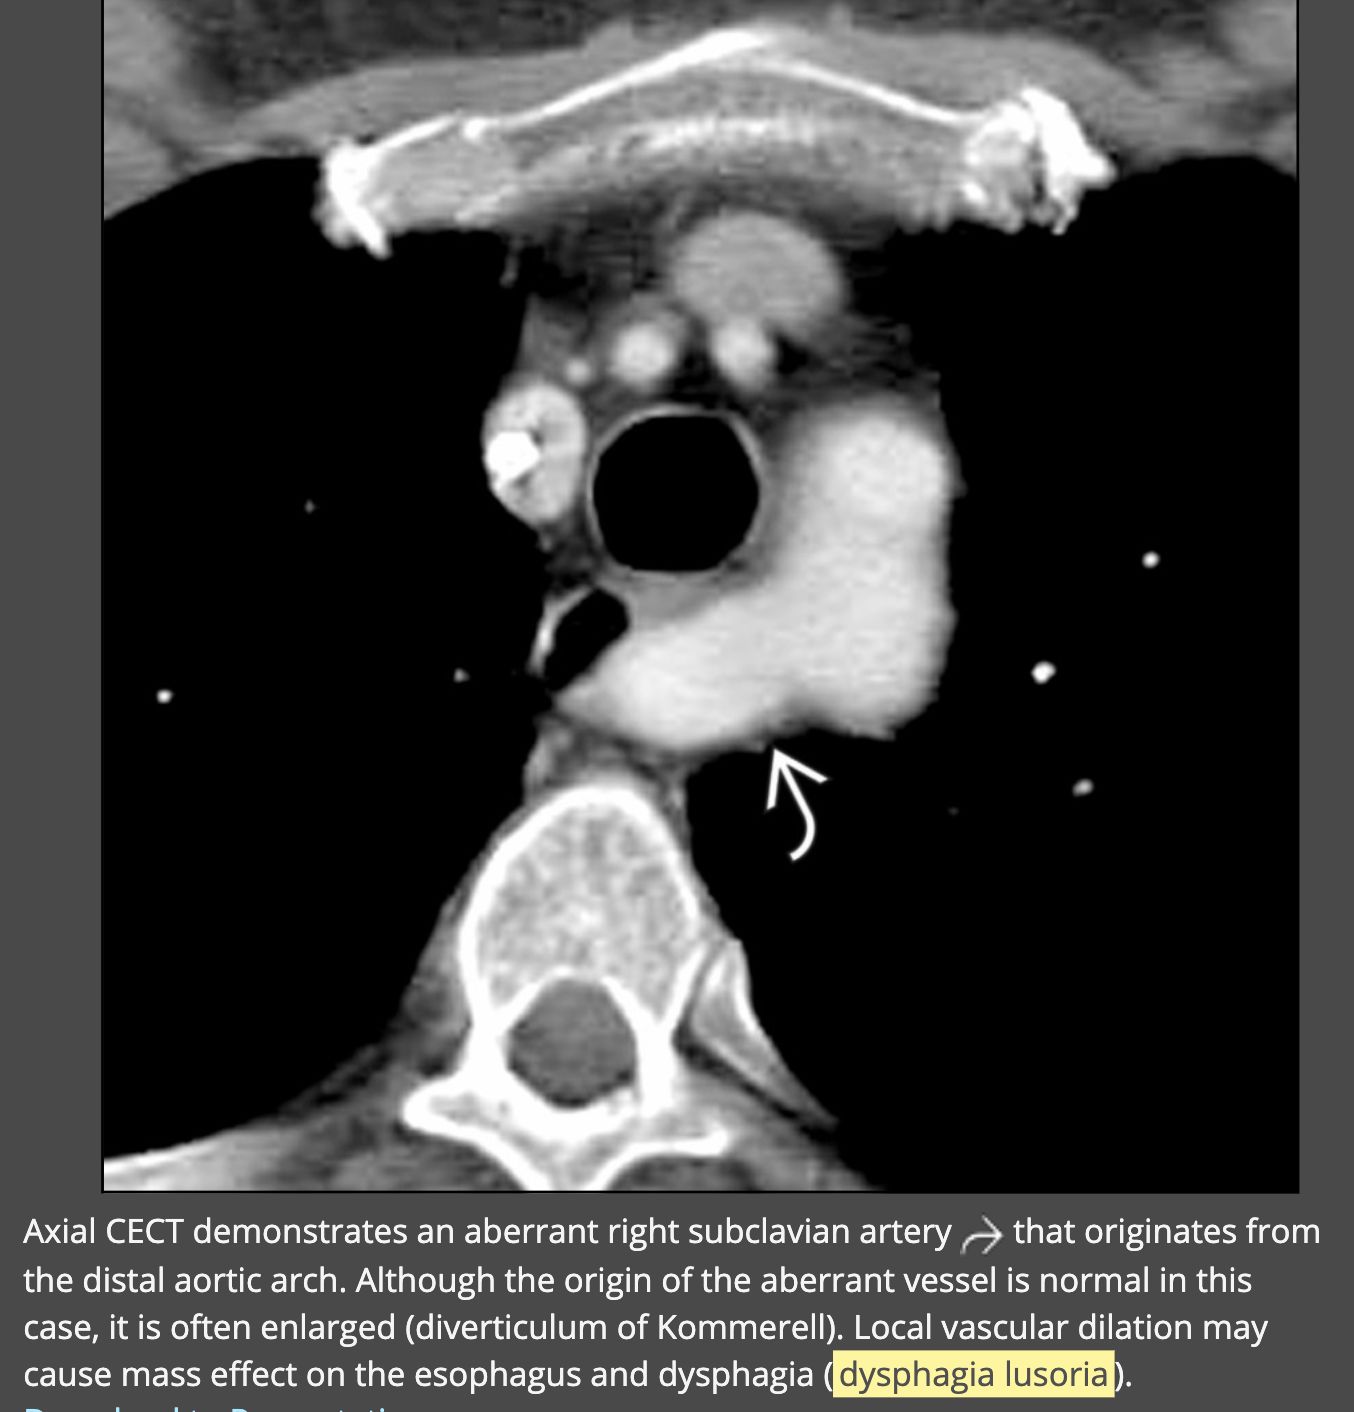 Axial CECT demonstrates an aberrant right subclavian artery that originates from
the distal aortic arch. Although the origin of the aberrant vessel is normal in this
case, it is often enlarged (diverticulum of Kommerell). Local vascular dilation may
cause mass effect on the esophagus and dysphagia (dysphagia lusoria).